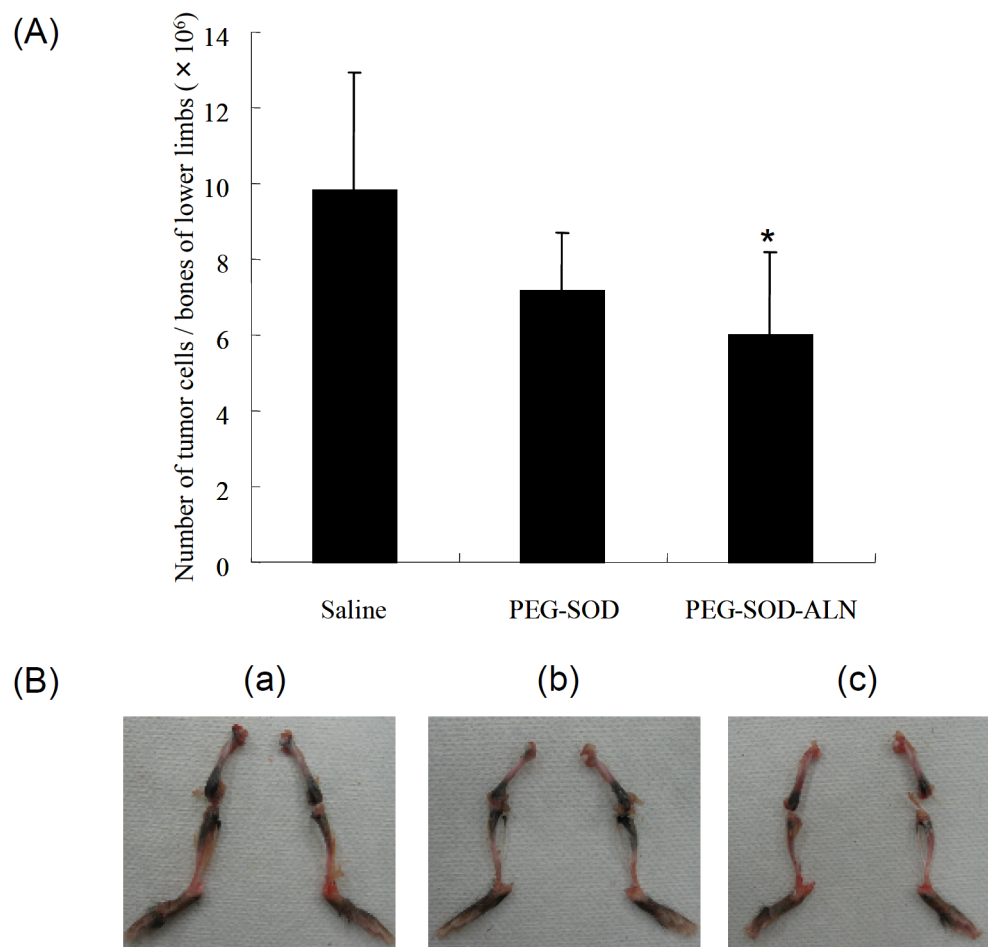 (A)
Number of tumor cells / bones of lower limbs ( × 10⁶)
14
12
10
8
6
4
2
0
*
Saline PEG-SOD PEG-SOD-ALN
(B) (a) (b) (c)